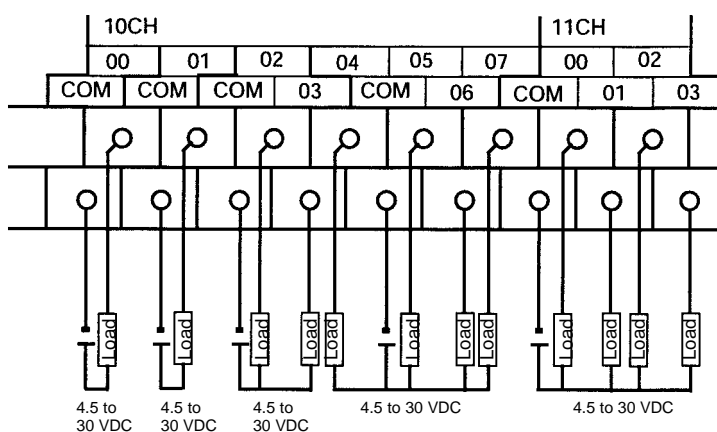 10CH 11CH
00 01 02 04 05 07 00 02
COM COM COM 03 COM 06 COM 01 03
Load Load Load Load Load Load Load Load Load Load Load Load
4.5 to 30 VDC
4.5 to 30 VDC
4.5 to 30 VDC
4.5 to 30 VDC
4.5 to 30 VDC